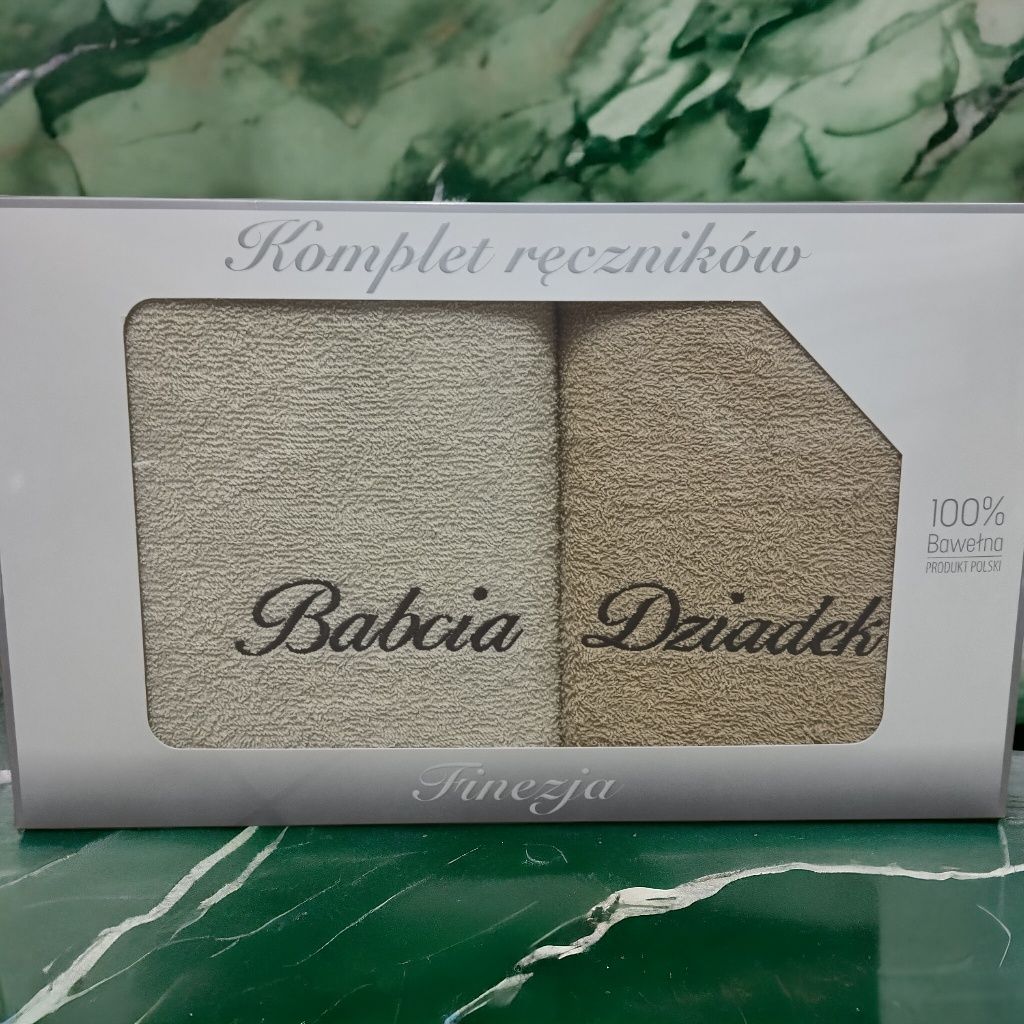 Komplet ręczników
100%
Bawełna
PRODUKT POLSKI
Babcia
Dziadek
Finezja